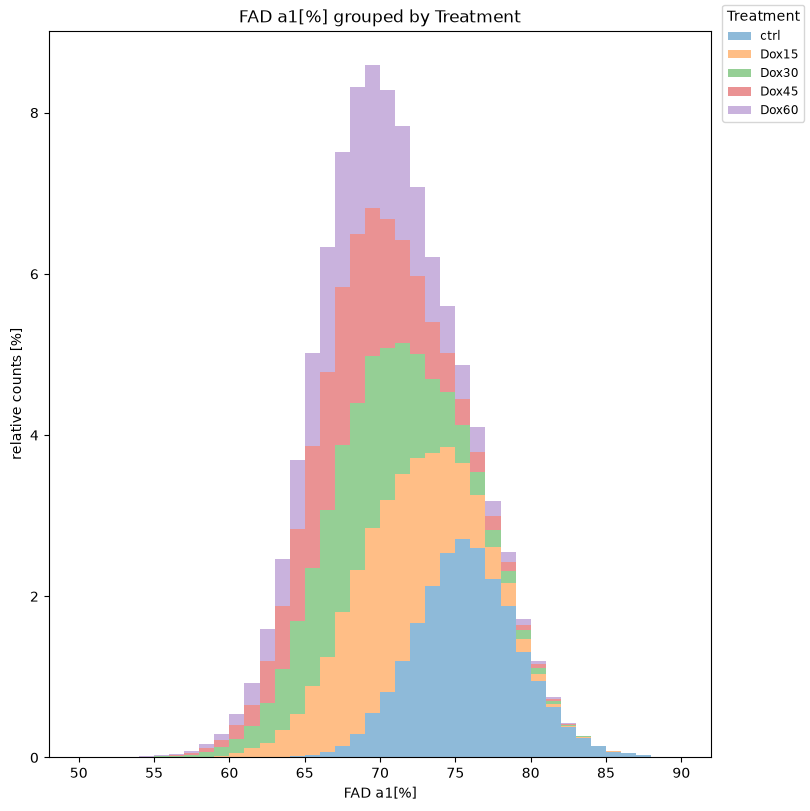 FAD a1[%] grouped by Treatment
Treatment
ctrl
Dox15
Dox30
Dox45
Dox60
relative counts [%]
8
6
4
2
0
50 55 60 65 70 75 80 85 90
FAD a1[%]